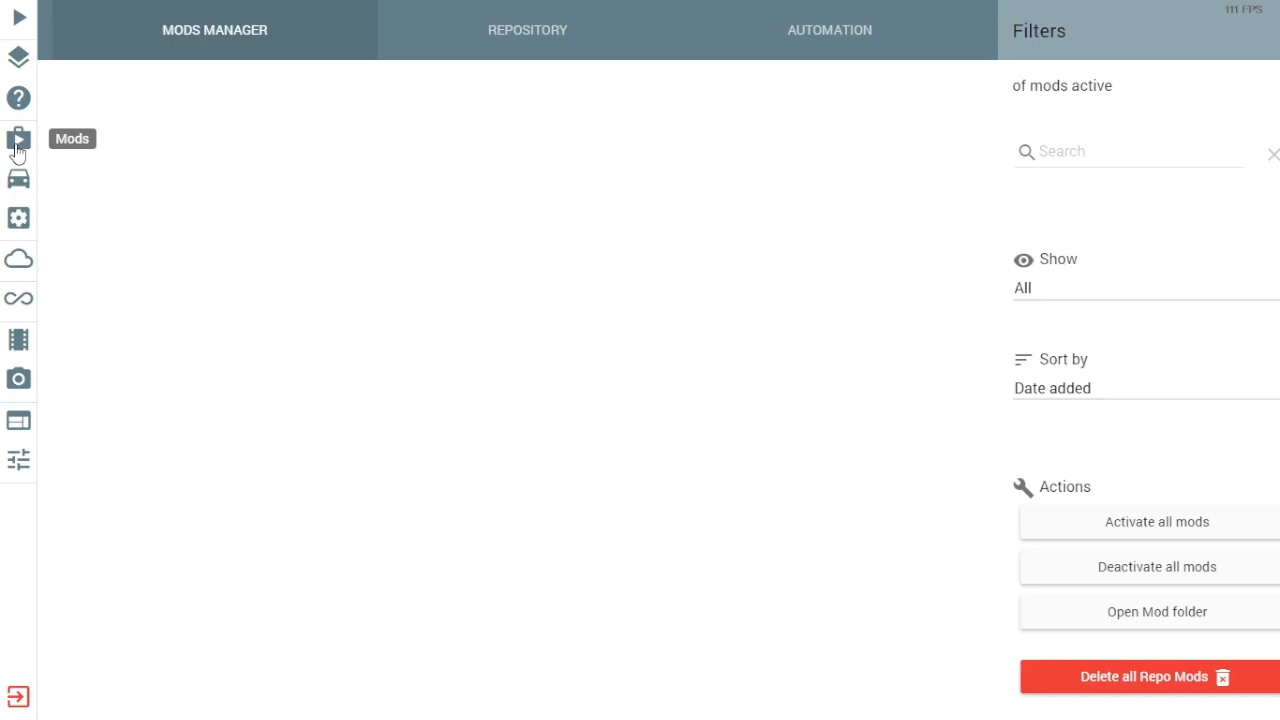 MODS MANAGER
REPOSITORY
AUTOMATION
111 FPS
Filters
of mods active
Mods
Search
Show
All
Sort by
Date added
Actions
Activate all mods
Deactivate all mods
Open Mod folder
Delete all Repo Mods